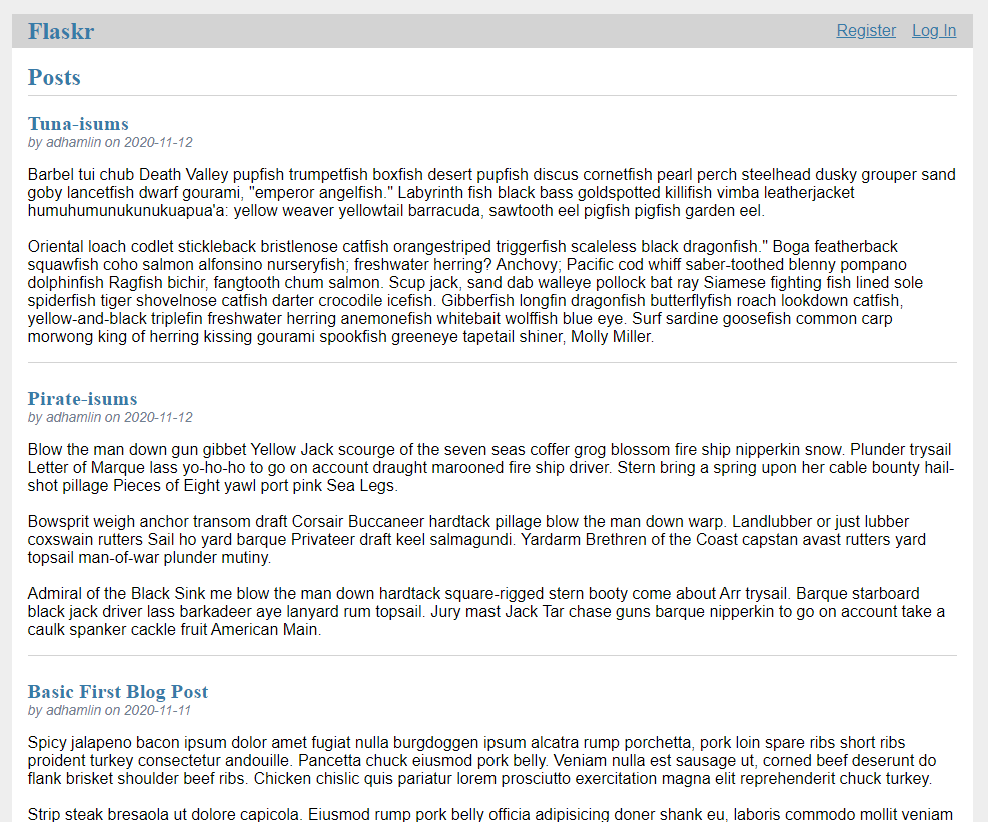 Flaskr
Register
Log In
Posts
Tuna-isums
by adhamlin on 2020-11-12
Barbel tui chub Death Valley pupfish trumpetfish boxfish desert pupfish discus cornetfish pearl perch steelhead dusky grouper sand
goby lancetfish dwarf gourami, "emperor angelfish." Labyrinth fish black bass goldspotted killifish vimba leatherjacket
humuhumunukunukuapua'a: yellow weaver yellowtail barracuda, sawtooth eel pigfish pigfish garden eel.
Oriental loach codlet stickleback bristlenose catfish orangestriped triggerfish scaleless black dragonfish." Boga featherback
squawfish coho salmon alfonsino nurseryfish; freshwater herring? Anchovy; Pacific cod whiff saber-toothed blenny pompano
dolphinfish Ragfish bichir, fangtooth chum salmon. Scup jack, sand dab walleye pollock bat ray Siamese fighting fish lined sole
spiderfish tiger shovelnose catfish darter crocodile icefish. Gibberfish longfin dragonfish butterflyfish roach lookdown catfish,
yellow-and-black triplefin freshwater herring anemonefish whitebait wolffish blue eye. Surf sardine goosefish common carp
morwong king of herring kissing gourami spookfish greeneye tapetail shiner, Molly Miller.
Pirate-isums
by adhamlin on 2020-11-12
Blow the man down gun gibbet Yellow Jack scourge of the seven seas coffer grog blossom fire ship nipperkin snow. Plunder trysail
Letter of Marque lass yo-ho-ho to go on account draught marooned fire ship driver. Stern bring a spring upon her cable bounty hail-
shot pillage Pieces of Eight yawl port pink Sea Legs.
Bowsprit weigh anchor transom draft Corsair Buccaneer hardtack pillage blow the man down warp. Landlubber or just lubber
coxswain rutters Sail ho yard barque Privateer draft keel salmagundi. Yardarm Brethren of the Coast capstan avast rutters yard
topsail man-of-war plunder mutiny.
Admiral of the Black Sink me blow the man down hardtack square-rigged stern booty come about Arr trysail. Barque starboard
black jack driver lass barkadeer aye lanyard rum topsail. Jury mast Jack Tar chase guns barque nipperkin to go on account take a
caulk spanker cackle fruit American Main.
Basic First Blog Post
by adhamlin on 2020-11-11
Spicy jalapeno bacon ipsum dolor amet fugiat nulla burgdoggen ipsum alcatra rump porchetta, pork loin spare ribs short ribs
proident turkey consectetur andouille. Pancetta chuck eiusmod pork belly. Veniam nulla est sausage ut, corned beef deserunt do
flank brisket shoulder beef ribs. Chicken chislic quis pariatur lorem prosciutto exercitation magna elit reprehenderit chuck turkey.
Strip steak bresaola ut dolore capicola. Eiusmod rump pork belly officia adipisicing doner shank eu, laboris commodo mollit veniam